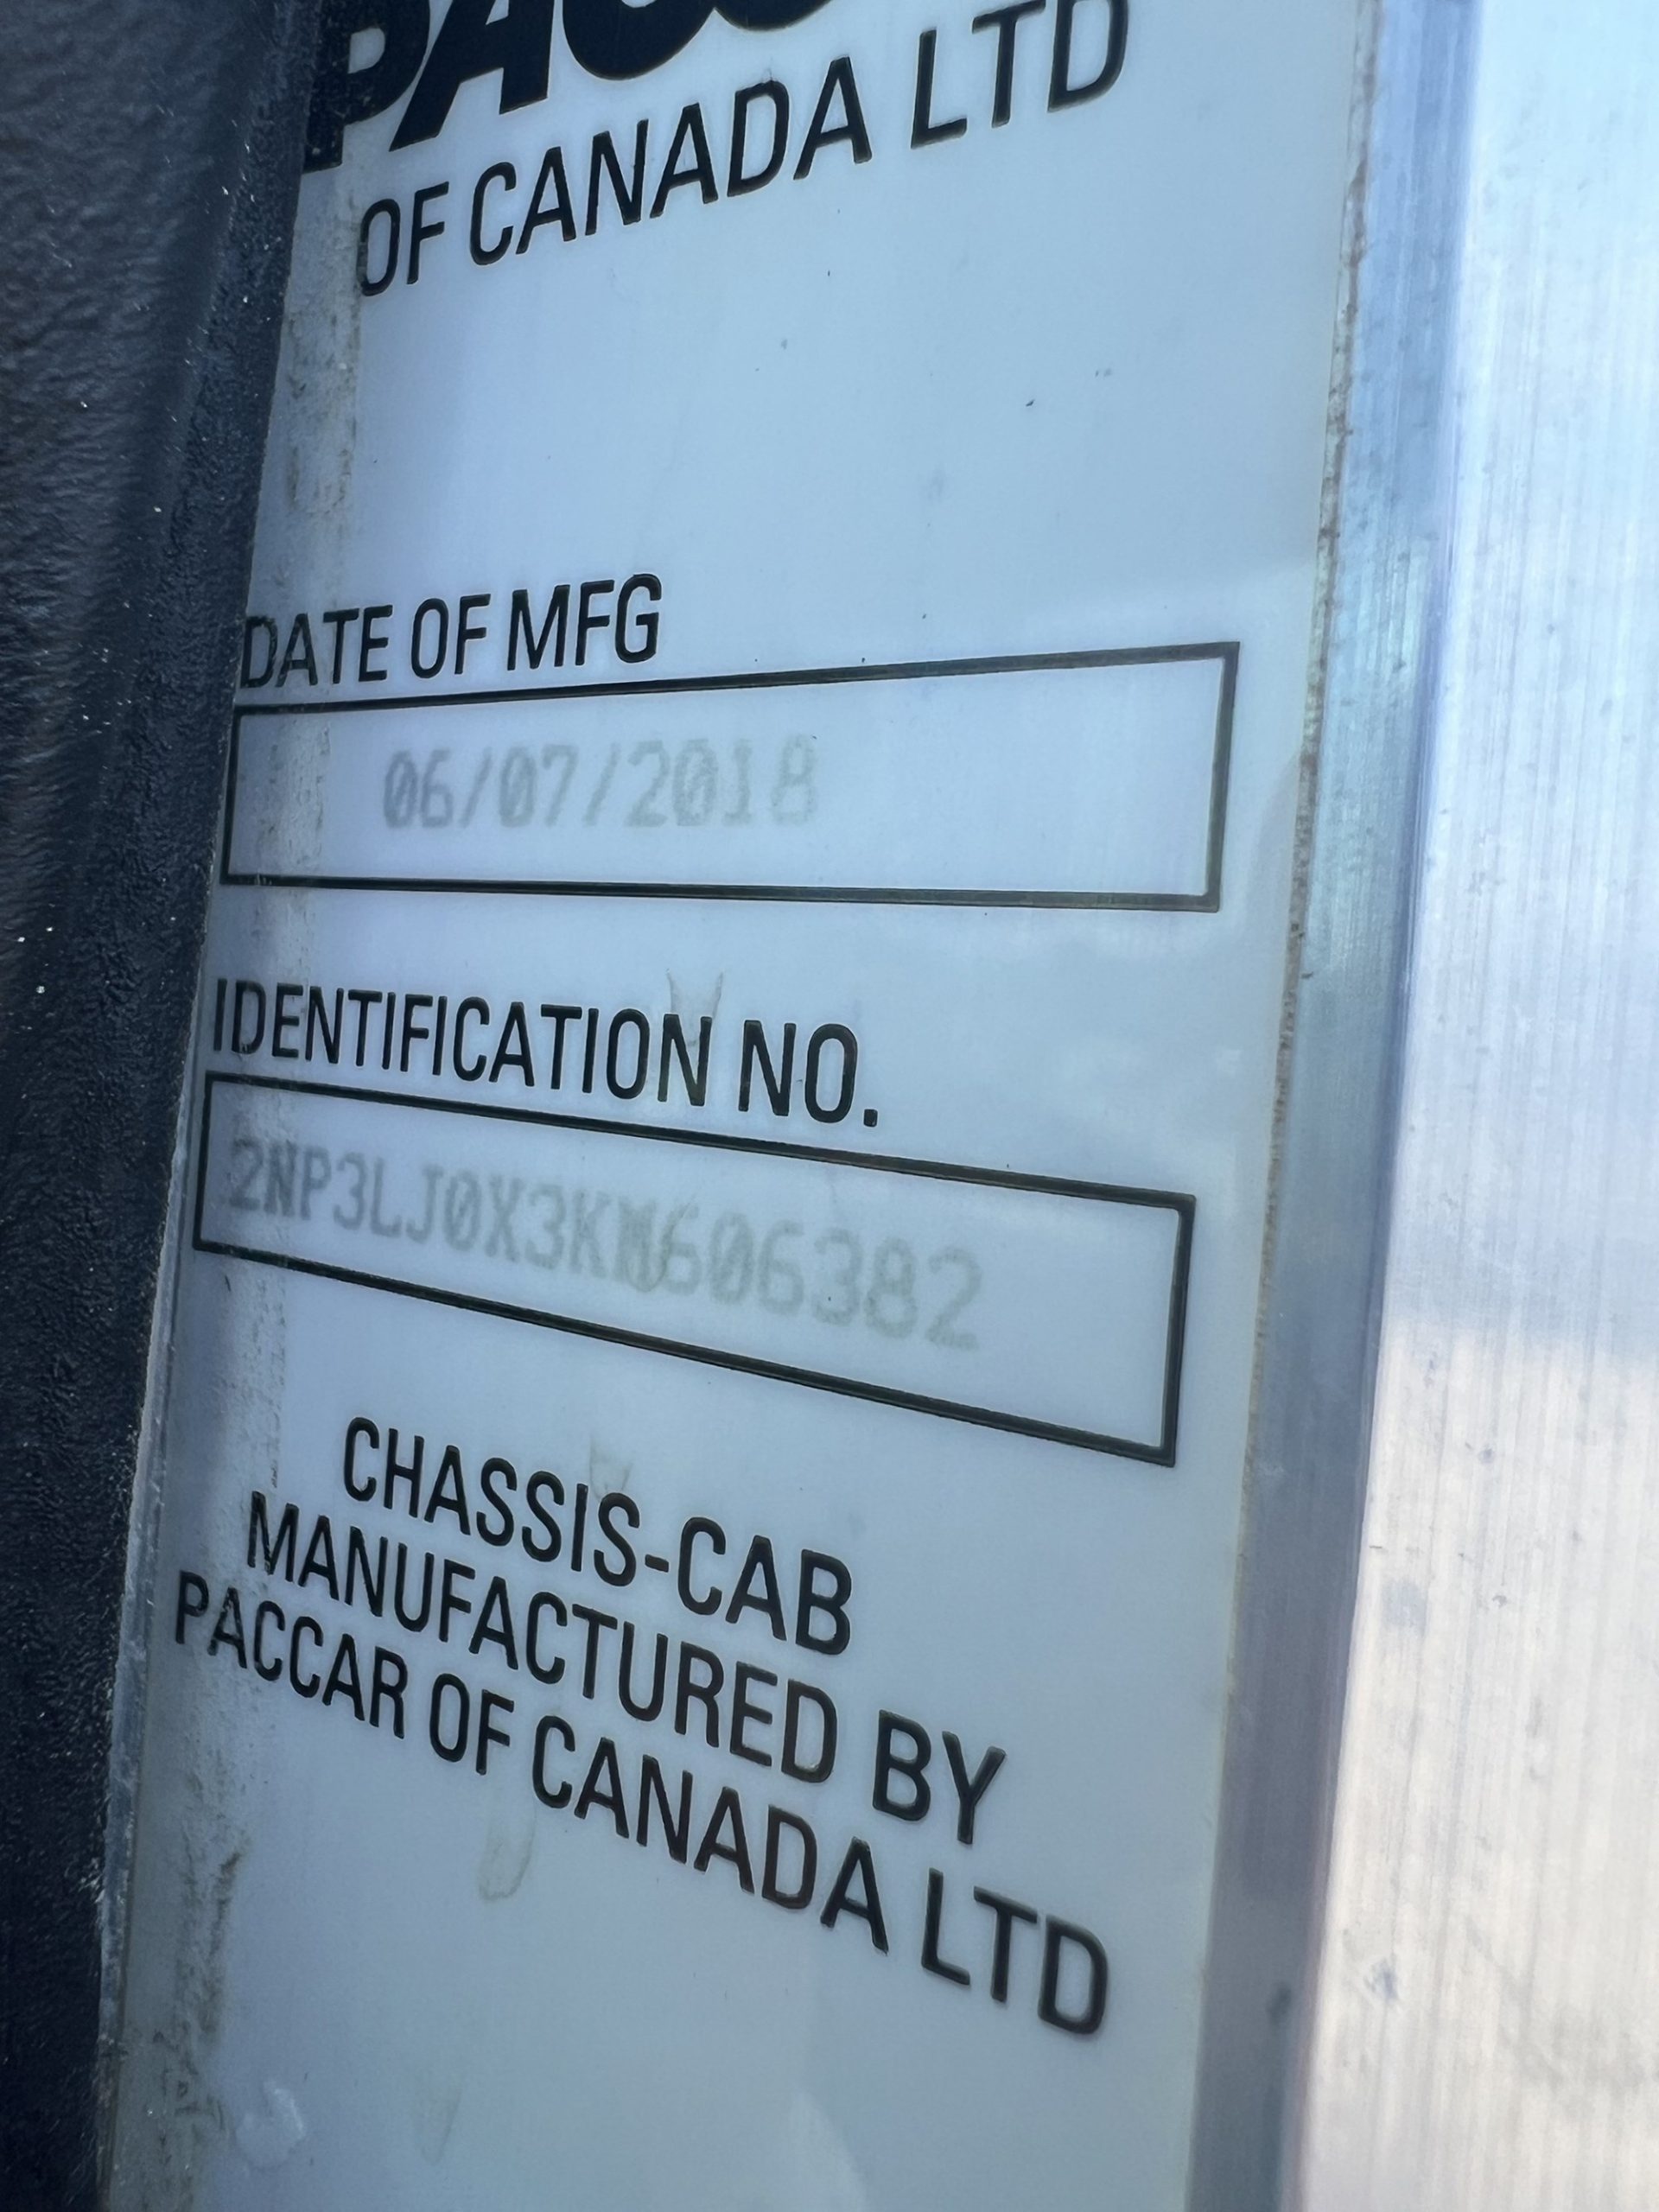 PACC
OF CANADA LTD
DATE OF MFG
06/07/2018
IDENTIFICATION NO.
2NP3LJ0X3KM606382
CHASSIS-CAB
MANUFACTURED BY
PACCAR OF CANADA LTD